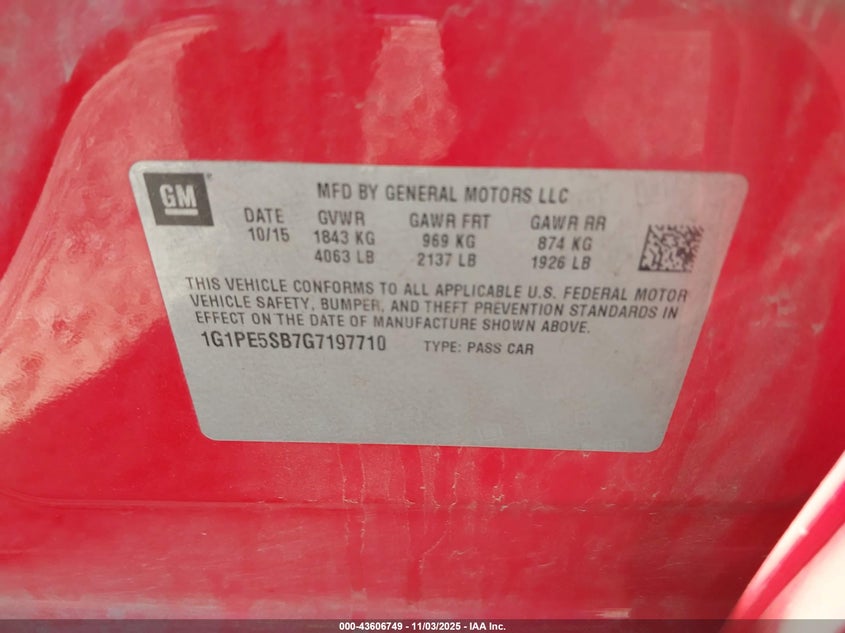 GM
MFD BY GENERAL MOTORS LLC
DATE GVWR GAWR FRT GAWR RR
10/15 1843 KG 969 KG 874 KG
4063 LB 2137 LB 1926 LB
THIS VEHICLE CONFORMS TO ALL APPLICABLE U.S. FEDERAL MOTOR
VEHICLE SAFETY, BUMPER, AND THEFT PREVENTION STANDARDS IN
EFFECT ON THE DATE OF MANUFACTURE SHOWN ABOVE.
1G1PE5SB7G7197710 TYPE: PASS CAR
000-43606749 - 11/03/2025 - IAA Inc.